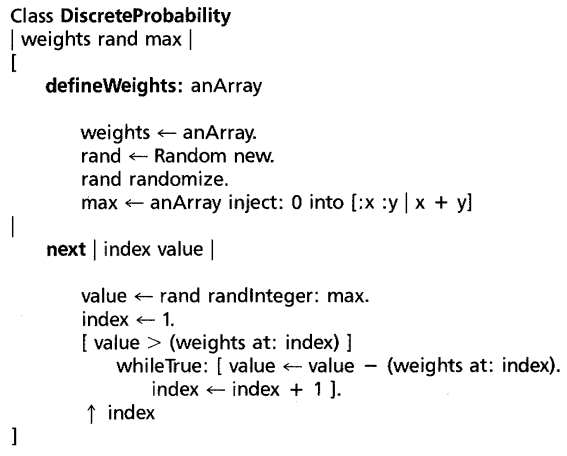 Class DiscreteProbability
| weights rand max |
[
defineWeights: anArray
weights ← anArray.
rand ← Random new.
rand randomize.
max ← anArray inject: 0 into [:x :y | x + y]
|
next | index value |
value ← rand randInteger: max.
index ← 1.
[ value > (weights at: index) ]
whileTrue: [ value ← value − (weights at: index).
index ← index + 1 ].
↑ index
]